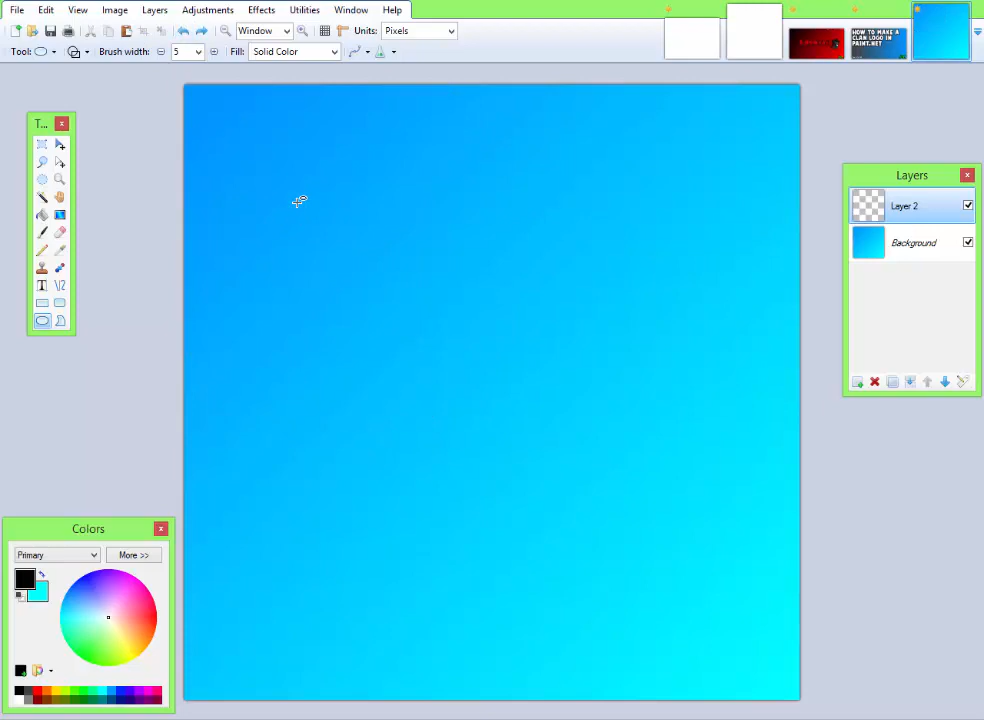 File Edit View Image Layers Adjustments Effects Utilities Window Help
Window Units: Pixels
Tool: Brush width: 5 Fill: Solid Color
HOW TO MAKE A
CLAN LOGO IN
PAINT.NET
T...
Layers
Layer 2
Background
Colors
Primary More >>